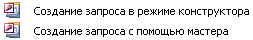 Создание запроса в режиме конструктора
Создание запроса с помощью мастера